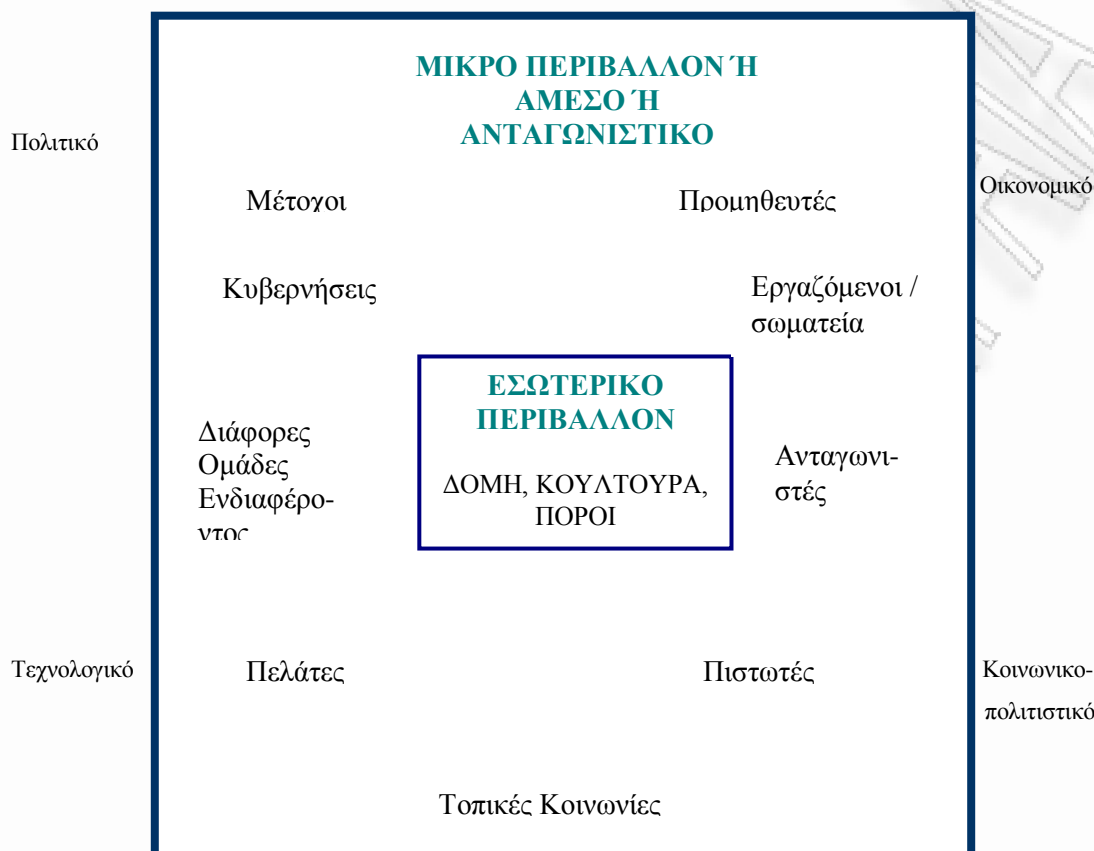 ΜΙΚΡΟ ΠΕΡΙΒΑΛΛΟΝ Ή
ΑΜΕΣΟ Ή
ΑΝΤΑΓΩΝΙΣΤΙΚΟ
Πολιτικό
Οικονομικό
Μέτοχοι
Προμηθευτές
Κυβερνήσεις
Εργαζόμενοι /
σωματεία
ΕΣΩΤΕΡΙΚΟ
ΠΕΡΙΒΑΛΛΟΝ
ΔΟΜΗ, ΚΟΥΛΤΟΥΡΑ,
ΠΟΡΟΙ
Διάφορες
Ομάδες
Ενδιαφέρο-
ντος
Ανταγωνι-
στές
Τεχνολογικό
Πελάτες
Πιστωτές
Κοινωνικο-
πολιτιστικό
Τοπικές Κοινωνίες